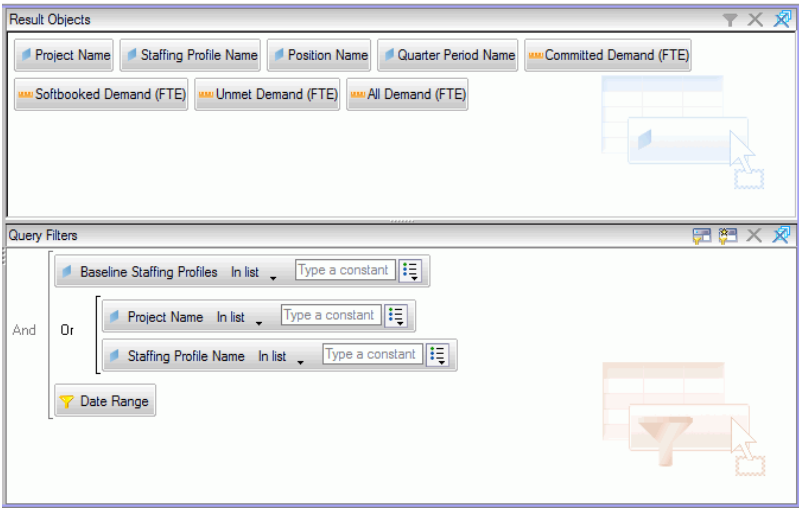 Result Objects
Project Name Staffing Profile Name Position Name Quarter Period Name Committed Demand (FTE)
Softbooked Demand (FTE) Unmet Demand (FTE) All Demand (FTE)
Query Filters
Baseline Staffing Profiles In list Type a constant
And Or Project Name In list Type a constant
Staffing Profile Name In list Type a constant
Date Range